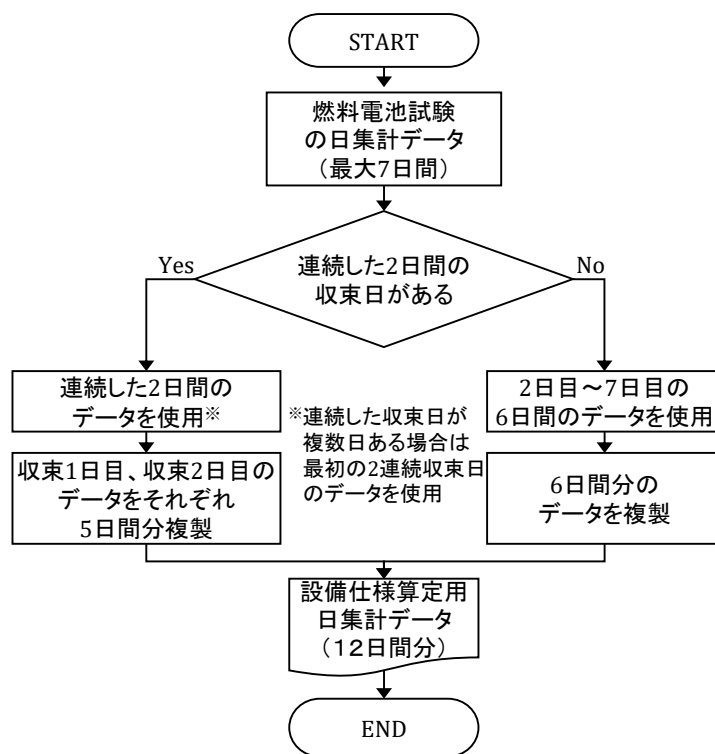 START
燃料電池試験
の日集計データ
（最大7日間）
Yes
連続した2日間の
収束日がある
No
連続した2日間の
データを使用※
※連続した収束日が
複数日ある場合は
最初の2連続収束日
のデータを使用
2日目～7日目の
6日間のデータを使用
収束1日目、収束2日目の
データをそれぞれ
5日間分複製
6日間分の
データを複製
設備仕様算定用
日集計データ
（１２日間分）
END